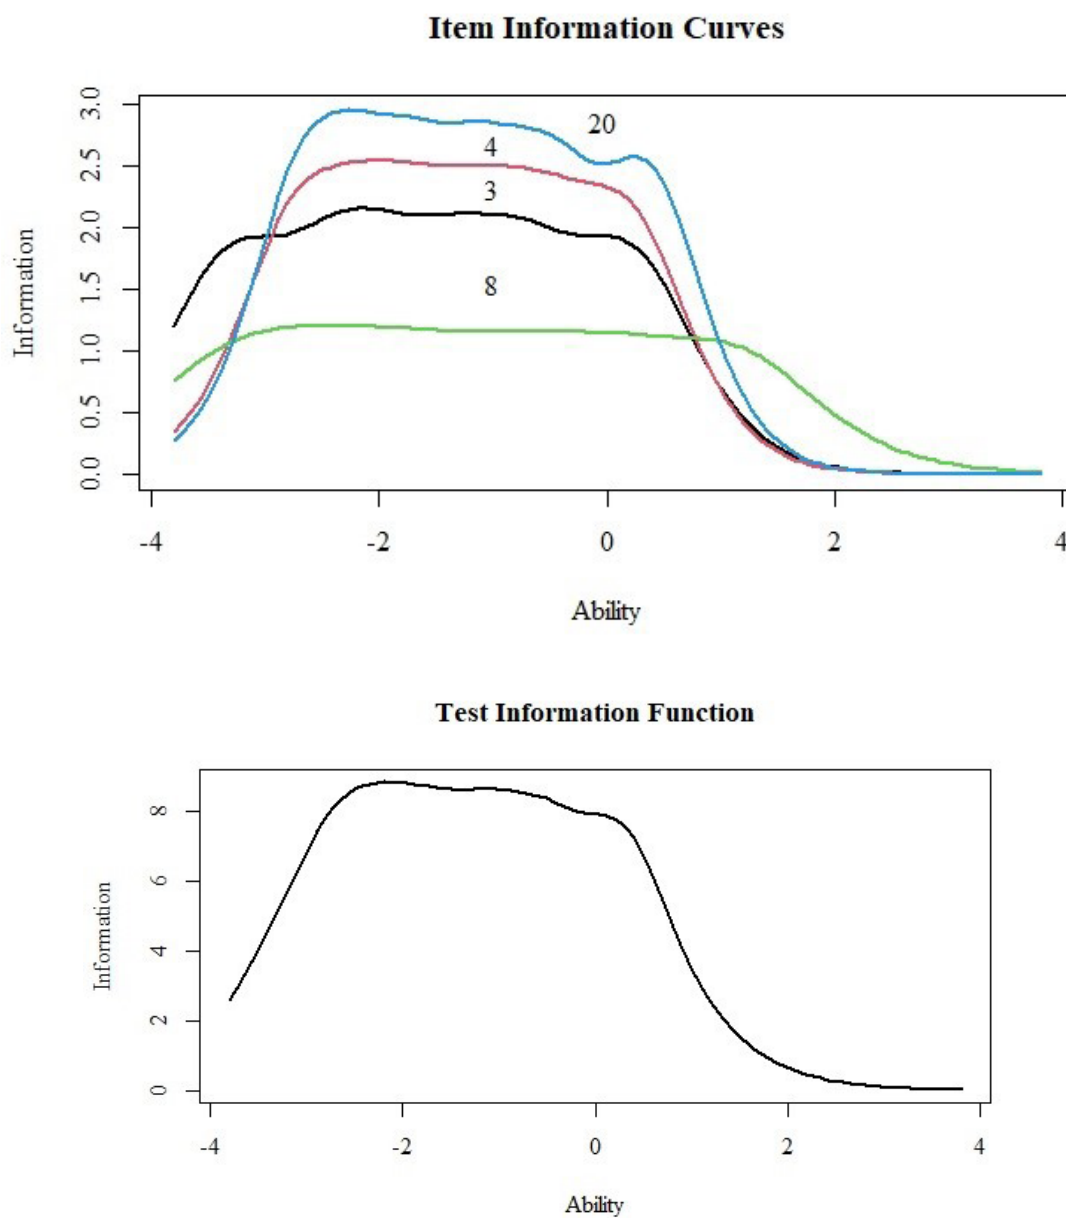 Item Information Curves
3.0
2.5
2.0
1.5
1.0
0.5
0.0
Information
20
4
3
8
-4 -2 0 2 4
Ability
Test Information Function
8
6
4
2
0
Information
-4 -2 0 2 4
Ability